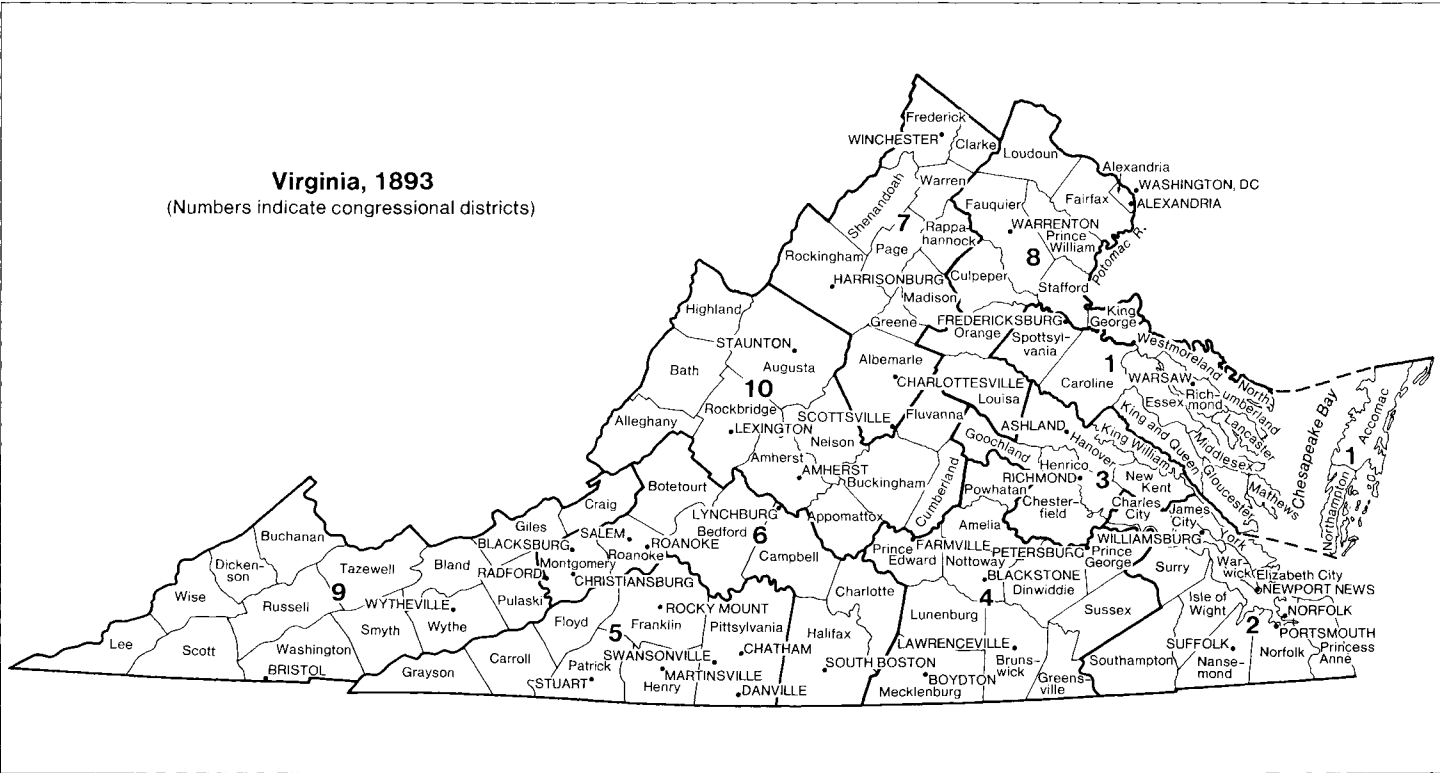 Virginia, 1893
(Numbers indicate congressional districts)
Frederick
WINCHESTER
Clarke
Loudoun
Alexandria
WASHINGTON, DC
ALEXANDRIA
Fairfax
Shenandoah
Warren
Fauquier
WARRENTON
Prince
William
7
Rappa-
hannock
Page
8
Potomac R.
Rockingham
HARRISONBURG
Culpeper
Stafford
Madison
Highland
Greene
FREDERICKSBURG
Orange
Spottsyl-
vania
King
George
Westmoreland
STAUNTON
Augusta
Albemarle
1
Bath
CHARLOTTESVILLE
Louisa
Caroline
WARSAW
Rich-
mond
North-
umberland
Essex
Lancaster
10
Rockbridge
LEXINGTON
SCOTTSVILLE
Nelson
Fluvanna
ASHLAND
Hanover
King William
King and Queen
Middlesex
Gloucester
Mathews
Chesapeake Bay
Accomac
1
Northampton
Alleghany
Amherst
AMHERST
Buckingham
Cumberland
Goochland
Henrico
RICHMOND
Powhatan
Chester-
field
3
New
Kent
Charles
City
James
City
WILLIAMSBURG
York
Botetourt
Craig
LYNCHBURG
Bedford
6
Appomattox
Campbell
Amelia
Prince
Edward
FARMVILLE
Nottoway
PETERSBURG
Prince
George
BLACKSTONE
Dinwiddie
Surry
War-
wick
Elizabeth City
NEWPORT NEWS
Giles
BLACKSBURG
SALEM
Roanoke
ROANOKE
Montgomery
RADFORD
CHRISTIANSBURG
Buchanan
Dicken-
son
Tazewell
Bland
Wise
9
Russell
WYTHEVILLE
Pulaski
Smyth
Wythe
Lee
Scott
Washington
BRISTOL
Grayson
Carroll
Floyd
5
ROCKY MOUNT
Franklin
Pittsylvania
Patrick
SWANSONVILLE
CHATHAM
STUART
MARTINSVILLE
Henry
DANVILLE
Charlotte
Halifax
SOUTH BOSTON
Lunenburg
4
LAWRENCEVILLE
BOYDTON
Mecklenburg
Bruns-
wick
Greens-
ville
Sussex
Southampton
Isle of
Wight
2
NORFOLK
SUFFOLK
PORTSMOUTH
Nanse-
mond
Norfolk
Princess
Anne